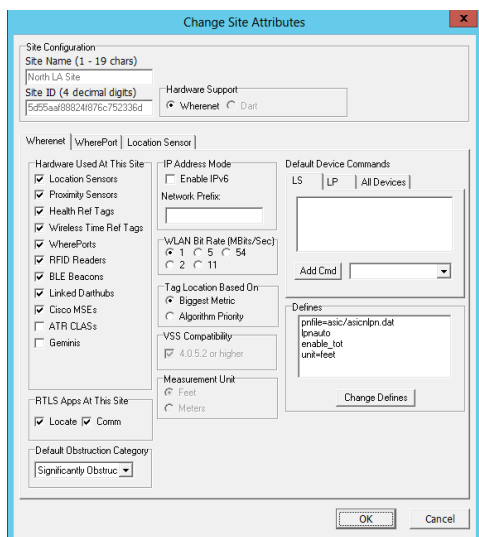 Change Site Attributes
x
Site Configuration
Site Name (1 - 19 chars)
North LA Site
Site ID (4 decimal digits)
5d55aaf88824f876c752336d
Hardware Support
Wherenet Dart
Wherenet WherePort Location Sensor
Hardware Used At This Site
Location Sensors
Proximity Sensors
Health Ref Tags
Wireless Time Ref Tags
WherePorts
RFID Readers
BLE Beacons
Linked Darthubs
Cisco MSEs
ATR CLASs
Geminis
RTLS Apps At This Site
Locate Comm
Default Obstruction Category
Significantly Obstruc
IP Address Mode
Enable IPv6
Network Prefix:
WLAN Bit Rate (MBits/Sec)
1 5 54
2 11
Tag Location Based On
Biggest Metric
Algorithm Priority
VSS Compatibility
4.0.5.2 or higher
Measurement Unit
Feet
Meters
Default Device Commands
LS LP All Devices
Add Cmd
Defines
pnfile=asic/asicnlpn.dat
lpnauto
enable_tot
unit=feet
Change Defines
OK Cancel